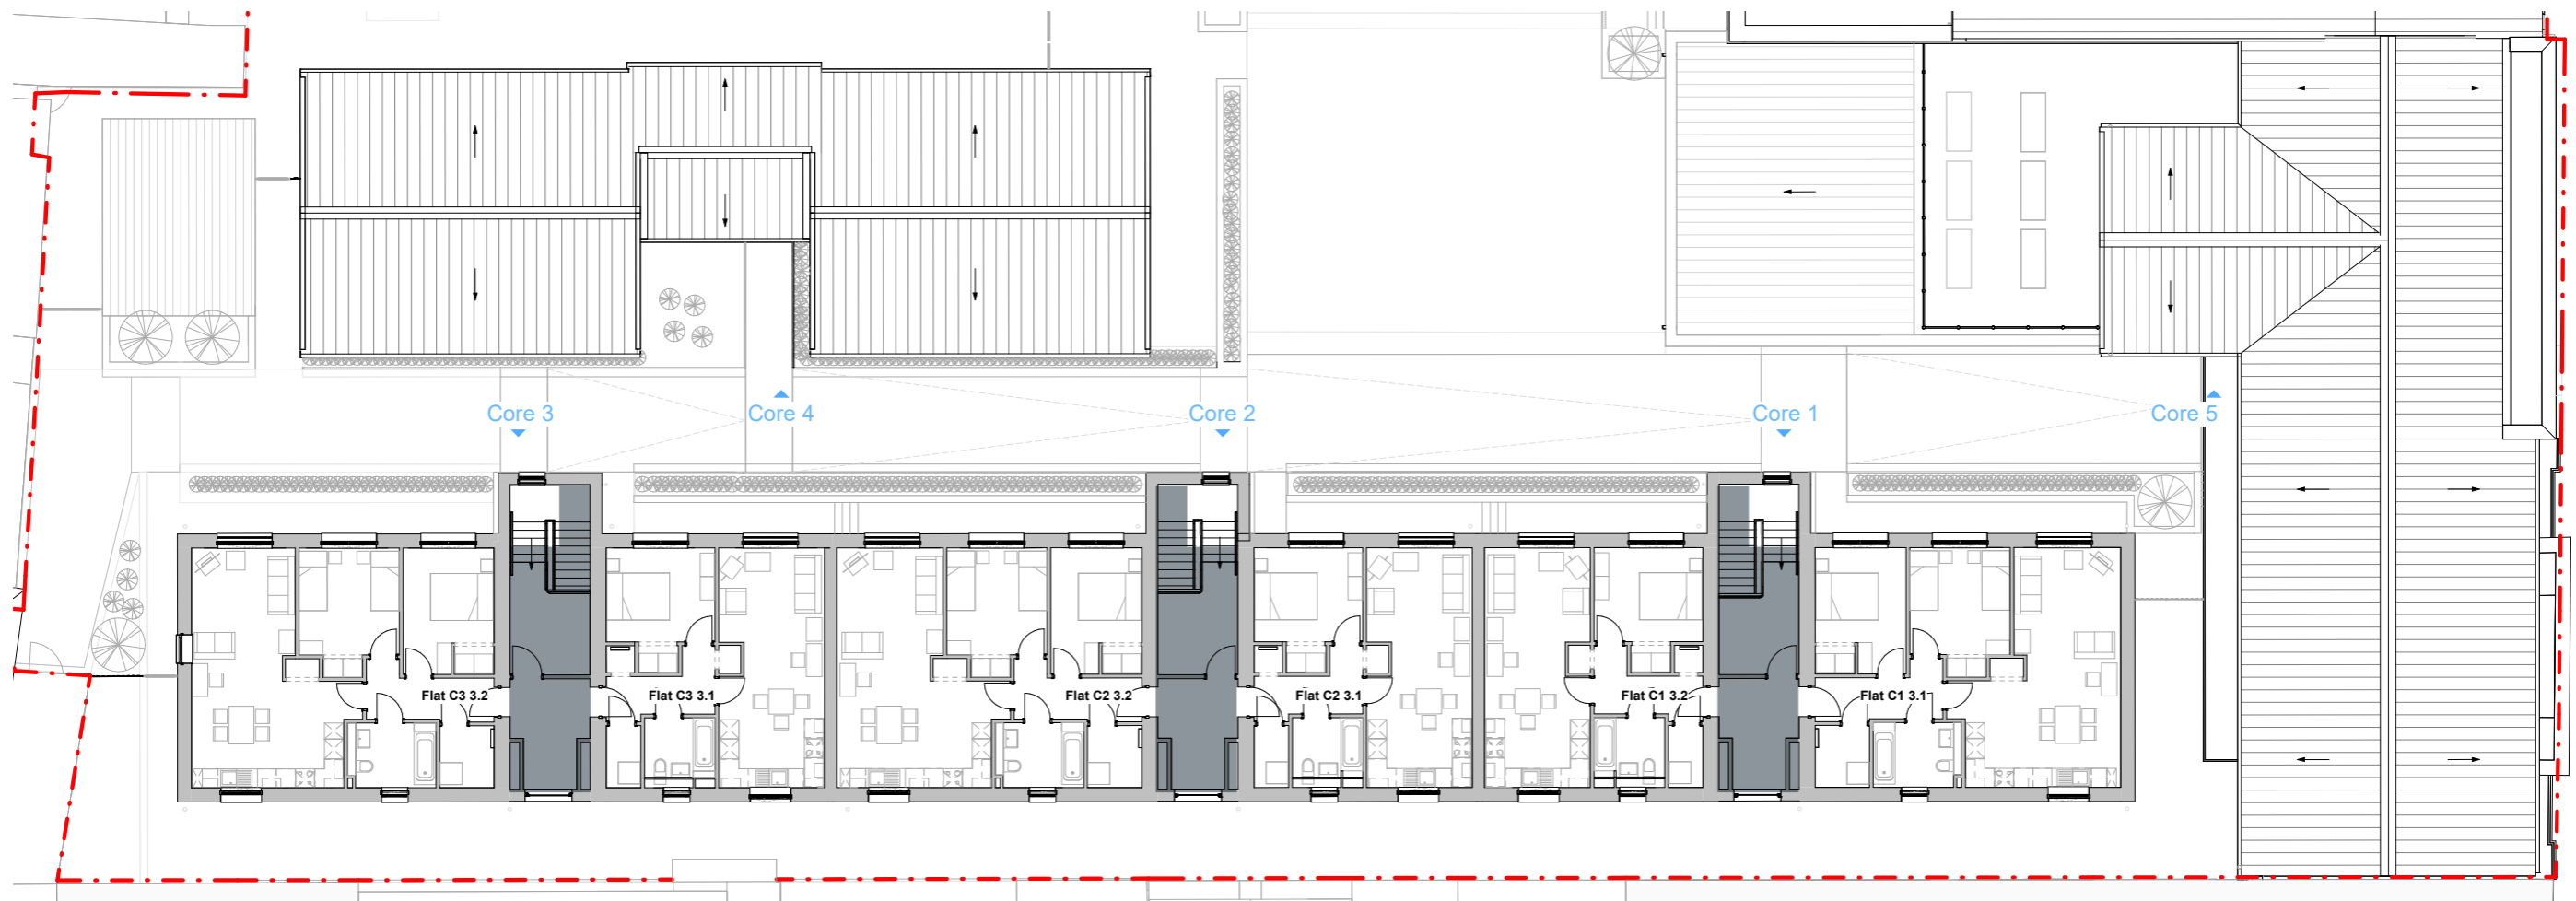 Core 3
Core 4
Core 2
Core 1
Core 5
Flat C3 3.2
Flat C3 3.1
Flat C2 3.2
Flat C2 3.1
Flat C1 3.2
Flat C1 3.1